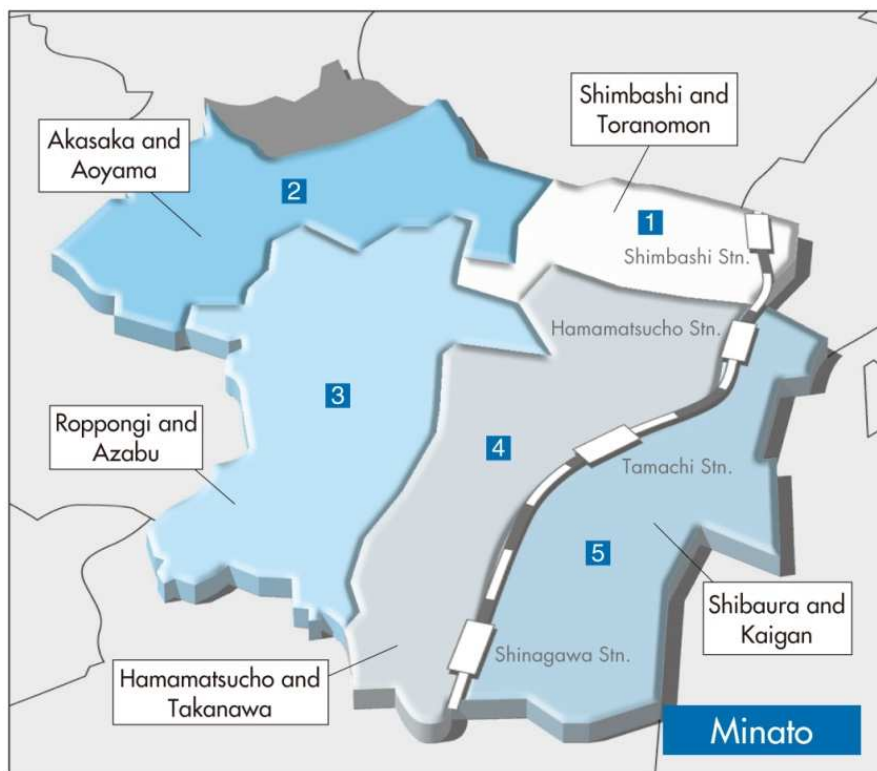 Shimbashi and
Toranomon
Akasaka and
Aoyama
2
1
Shimbashi Stn.
Hamamatsucho Stn.
3
Roppongi and
Azabu
4
Tamachi Stn.
5
Shibaura and
Kaigan
Shinagawa Stn.
Hamamatsucho and
Takanawa
Minato